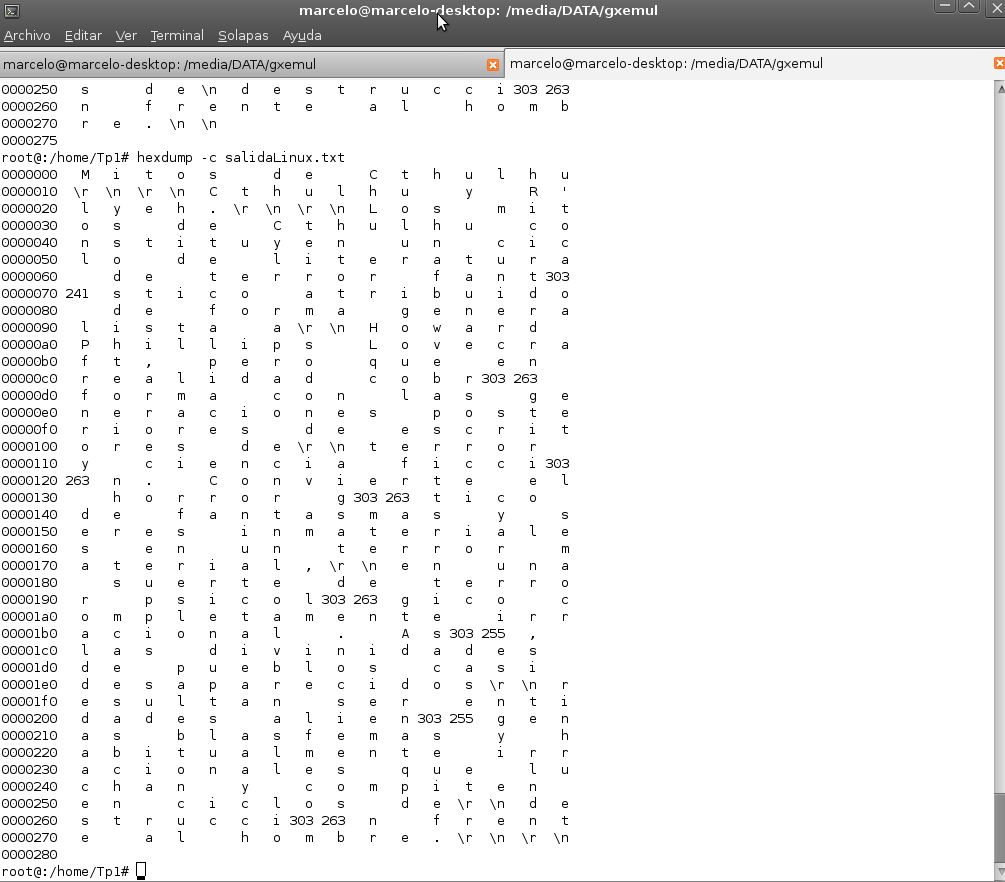 marcelo@marcelo-desktop: /media/DATA/gxemul
Archivo Editar Ver Terminal Solapas Ayuda
marcelo@marcelo-desktop: /media/DATA/gxemul marcelo@marcelo-desktop: /media/DATA/gxemul
0000250 s d e \n d e s t r u c c i 303 263
0000260 n f r e n t e a l h o m b
0000270 r e . \n \n
0000275
root@:/home/Tp1# hexdump -c salidaLinux.txt
0000000 M i t o s d e C t h u l h u
0000010 \r \n \r \n C t h u l h u y R '
0000020 l y e h . \r \n \r \n L o s m i t
0000030 o s d e C t h u l h u c o
0000040 n s t i t u y e n u n c i c
0000050 l o d e l i t e r a t u r a
0000060 d e t e r r o r f a n t 303
0000070 241 s t i c o a t r i b u i d o
0000080 d e f o r m a g e n e r a
0000090 l i s t a a \r \n H o w a r d
00000a0 P h i l l i p s L o v e c r a
00000b0 f t , p e r o q u e e n
00000c0 r e a l i d a d c o b r 303 263
00000d0 f o r m a c o n l a s g e
00000e0 n e r a c i o n e s p o s t e
00000f0 r i o r e s d e e s c r i t
0000100 o r e s d e \r \n t e r r o r
0000110 y c i e n c i a f i c c i 303
0000120 263 n . C o n v i e r t e e l
0000130 h o r r o r g 303 263 t i c o
0000140 d e f a n t a s m a s y s
0000150 e r e s i n m a t e r i a l e
0000160 s e n u n t e r r o r m
0000170 a t e r i a l , \r \n e n u n a
0000180 s u e r t e d e t e r r o
0000190 r p s i c o l 303 263 g i c o c
00001a0 o m p l e t a m e n t e i r r
00001b0 a c i o n a l . A s 303 255 ,
00001c0 l a s d i v i n i d a d e s
00001d0 d e p u e b l o s c a s i
00001e0 d e s a p a r e c i d o s \r \n r
00001f0 e s u l t a n s e r e n t i
0000200 d a d e s a l i e n 303 255 g e n
0000210 a s b l a s f e m a s y h
0000220 a b i t u a l m e n t e i r r
0000230 a c i o n a l e s q u e l u
0000240 c h a n y c o m p i t e n
0000250 e n c i c l o s d e \r \n d e
0000260 s t r u c c i 303 263 n f r e n t
0000270 e a l h o m b r e . \r \n \r \n
0000280
root@:/home/Tp1#